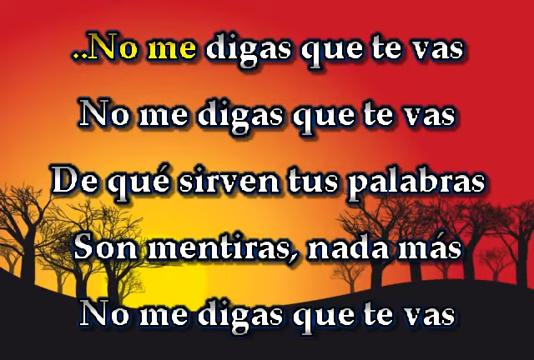 ..No me digas que te vas
No me digas que te vas
De qué sirven tus palabras
Son mentiras, nada más
No me digas que te vas